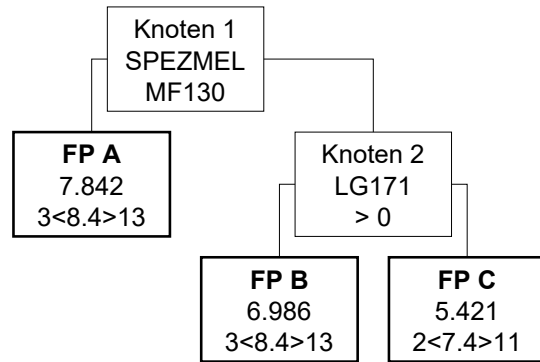 Knoten 1
SPEZMEL
MF130
FP A
7.842
3<8.4>13
Knoten 2
LG171
> 0
FP B
6.986
3<8.4>13
FP C
5.421
2<7.4>11